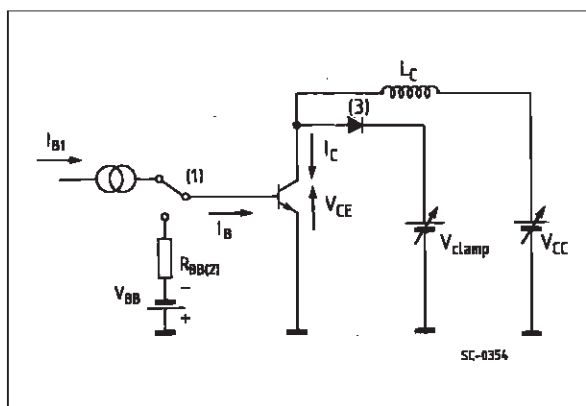 L_C
(3)
I_B1
(1)
I_C
V_CE
I_B
R_BB(2)
V_clamp
V_CC
V_BB
−
+
SC-0354